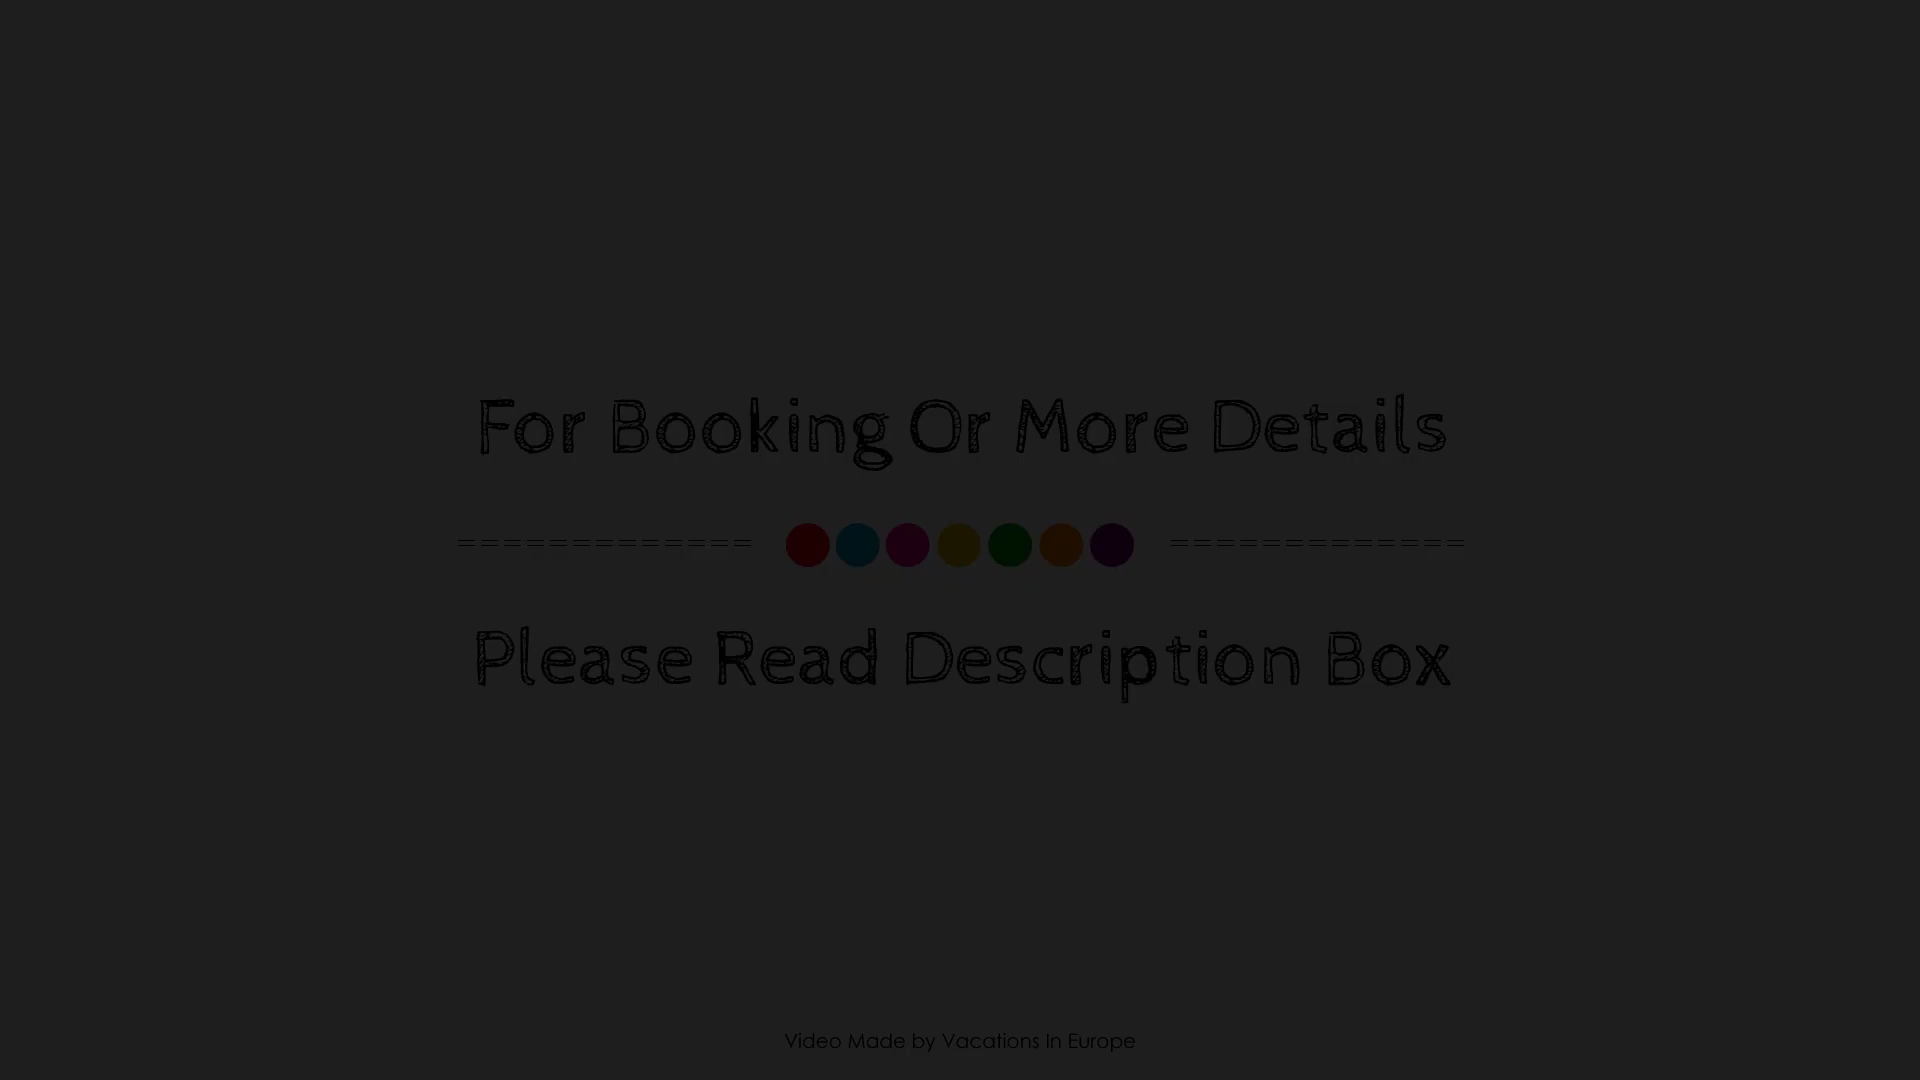 For Booking Or More Details
============= =============
Please Read Description Box
Video Made by Vacations In Europe